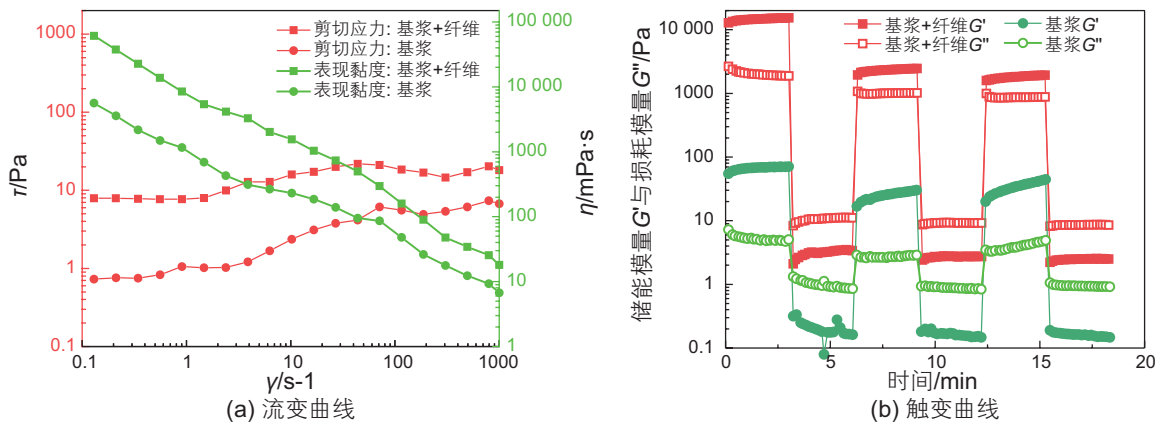 1000
100
10
1
0.1
τ/Pa
剪切应力: 基浆+纤维
剪切应力: 基浆
表现黏度: 基浆+纤维
表现黏度: 基浆
100 000
10 000
1000
100
10
1
η/mPa·s
0.1
1
10
100
1000
γ/s-1
(a) 流变曲线
储能模量G'与损耗模量G''/Pa
10 000
1000
100
10
1
0.1
基浆+纤维G'
基浆G'
基浆+纤维G''
基浆G''
0
5
10
15
20
时间/min
(b) 触变曲线